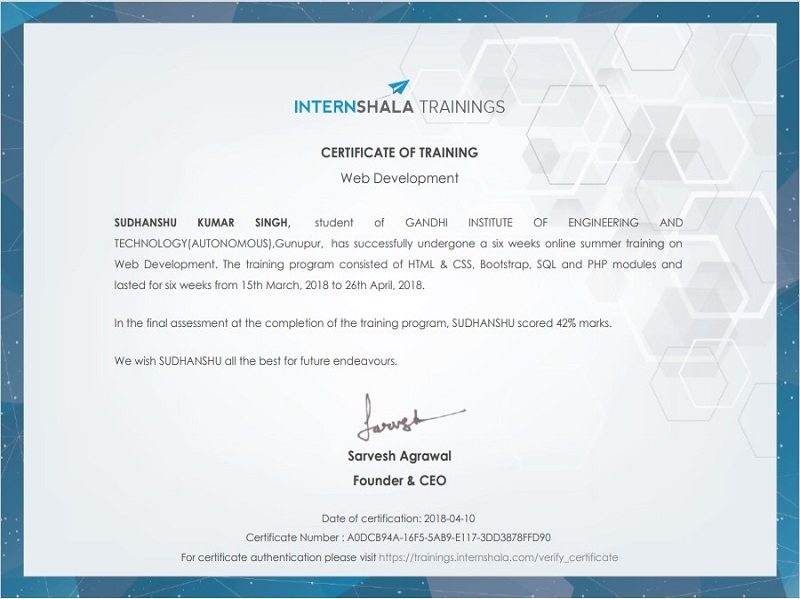 INTERNSHALA TRAININGS
CERTIFICATE OF TRAINING
Web Development
SUDHANSHU KUMAR SINGH, student of GANDHI INSTITUTE OF ENGINEERING AND
TECHNOLOGY(AUTONOMOUS),Gunupur, has successfully undergone a six weeks online summer training on
Web Development. The training program consisted of HTML & CSS, Bootstrap, SQL and PHP modules and
lasted for six weeks from 15th March, 2018 to 26th April, 2018.
In the final assessment at the completion of the training program, SUDHANSHU scored 42% marks.
We wish SUDHANSHU all the best for future endeavours.
Sarvesh
Sarvesh Agrawal
Founder & CEO
Date of certification: 2018-04-10
Certificate Number : A0DCB94A-16F5-5AB9-E117-3DD3878FFD90
For certificate authentication please visit https://trainings.internshala.com/verify_certificate